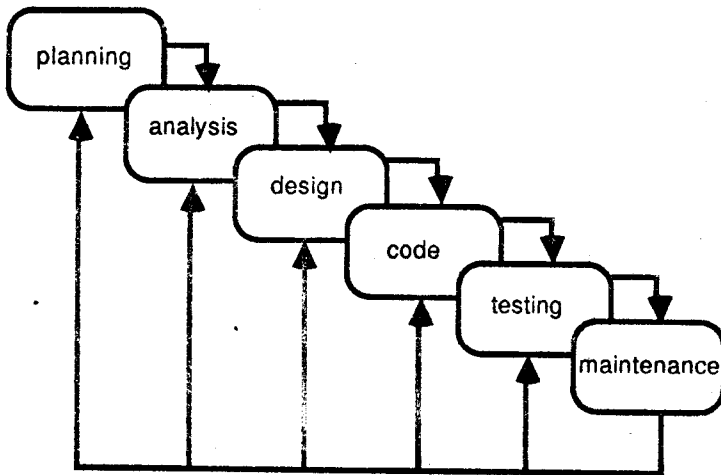 planning
analysis
design
code
testing
maintenance